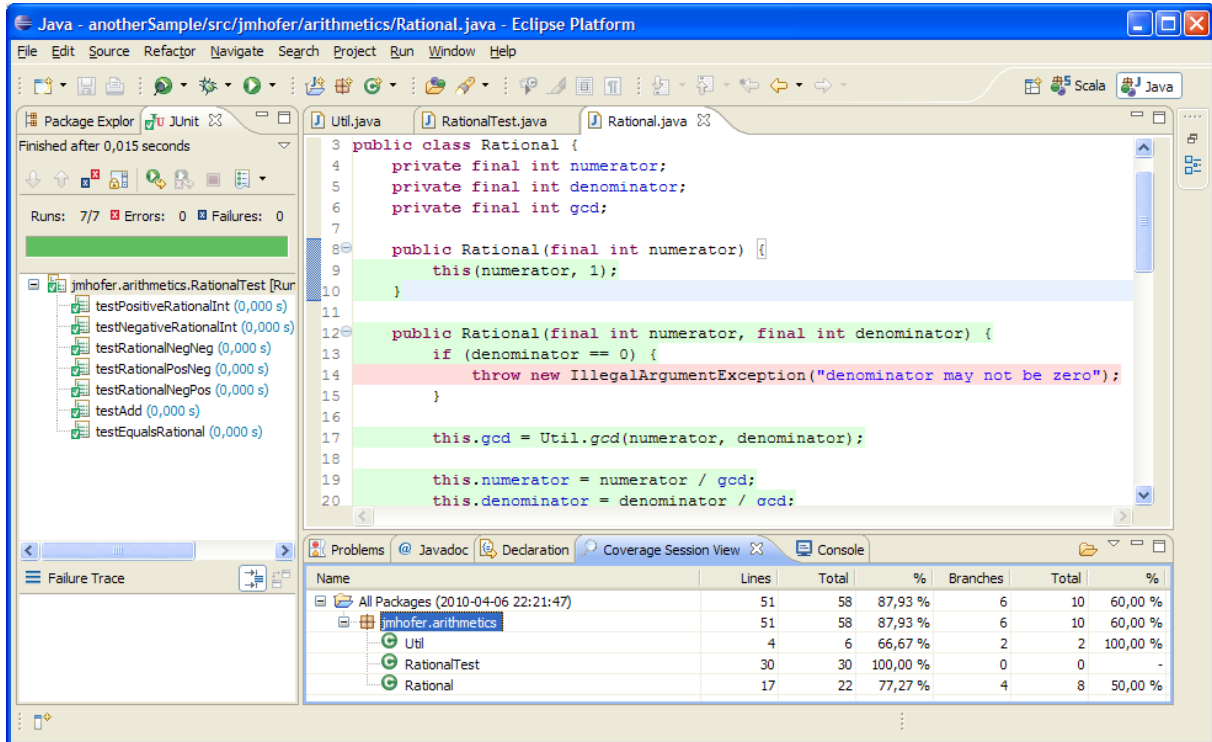 Java - anotherSample/src/jmhofer/arithmetics/Rational.java - Eclipse Platform
File Edit Source Refactor Navigate Search Project Run Window Help
Scala Java
Package Explor JUnit
Finished after 0,015 seconds
Runs: 7/7 Errors: 0 Failures: 0
jmhofer.arithmetics.RationalTest [Run
testPositiveRationalInt (0,000 s)
testNegativeRationalInt (0,000 s)
testRationalNegNeg (0,000 s)
testRationalPosNeg (0,000 s)
testRationalNegPos (0,000 s)
testAdd (0,000 s)
testEqualsRational (0,000 s)
Failure Trace
Util.java RationalTest.java Rational.java
3 public class Rational {
4 private final int numerator;
5 private final int denominator;
6 private final int gcd;
7
8 public Rational(final int numerator) {
9 this(numerator, 1);
10 }
11
12 public Rational(final int numerator, final int denominator) {
13 if (denominator == 0) {
14 throw new IllegalArgumentException("denominator may not be zero");
15 }
16
17 this.gcd = Util.gcd(numerator, denominator);
18
19 this.numerator = numerator / gcd;
20 this.denominator = denominator / gcd;
Problems Javadoc Declaration Coverage Session View Console
Name Lines Total % Branches Total %
All Packages (2010-04-06 22:21:47) 51 58 87,93 % 6 10 60,00 %
jmhofer.arithmetics 51 58 87,93 % 6 10 60,00 %
Util 4 6 66,67 % 2 2 100,00 %
RationalTest 30 30 100,00 % 0 0 -
Rational 17 22 77,27 % 4 8 50,00 %